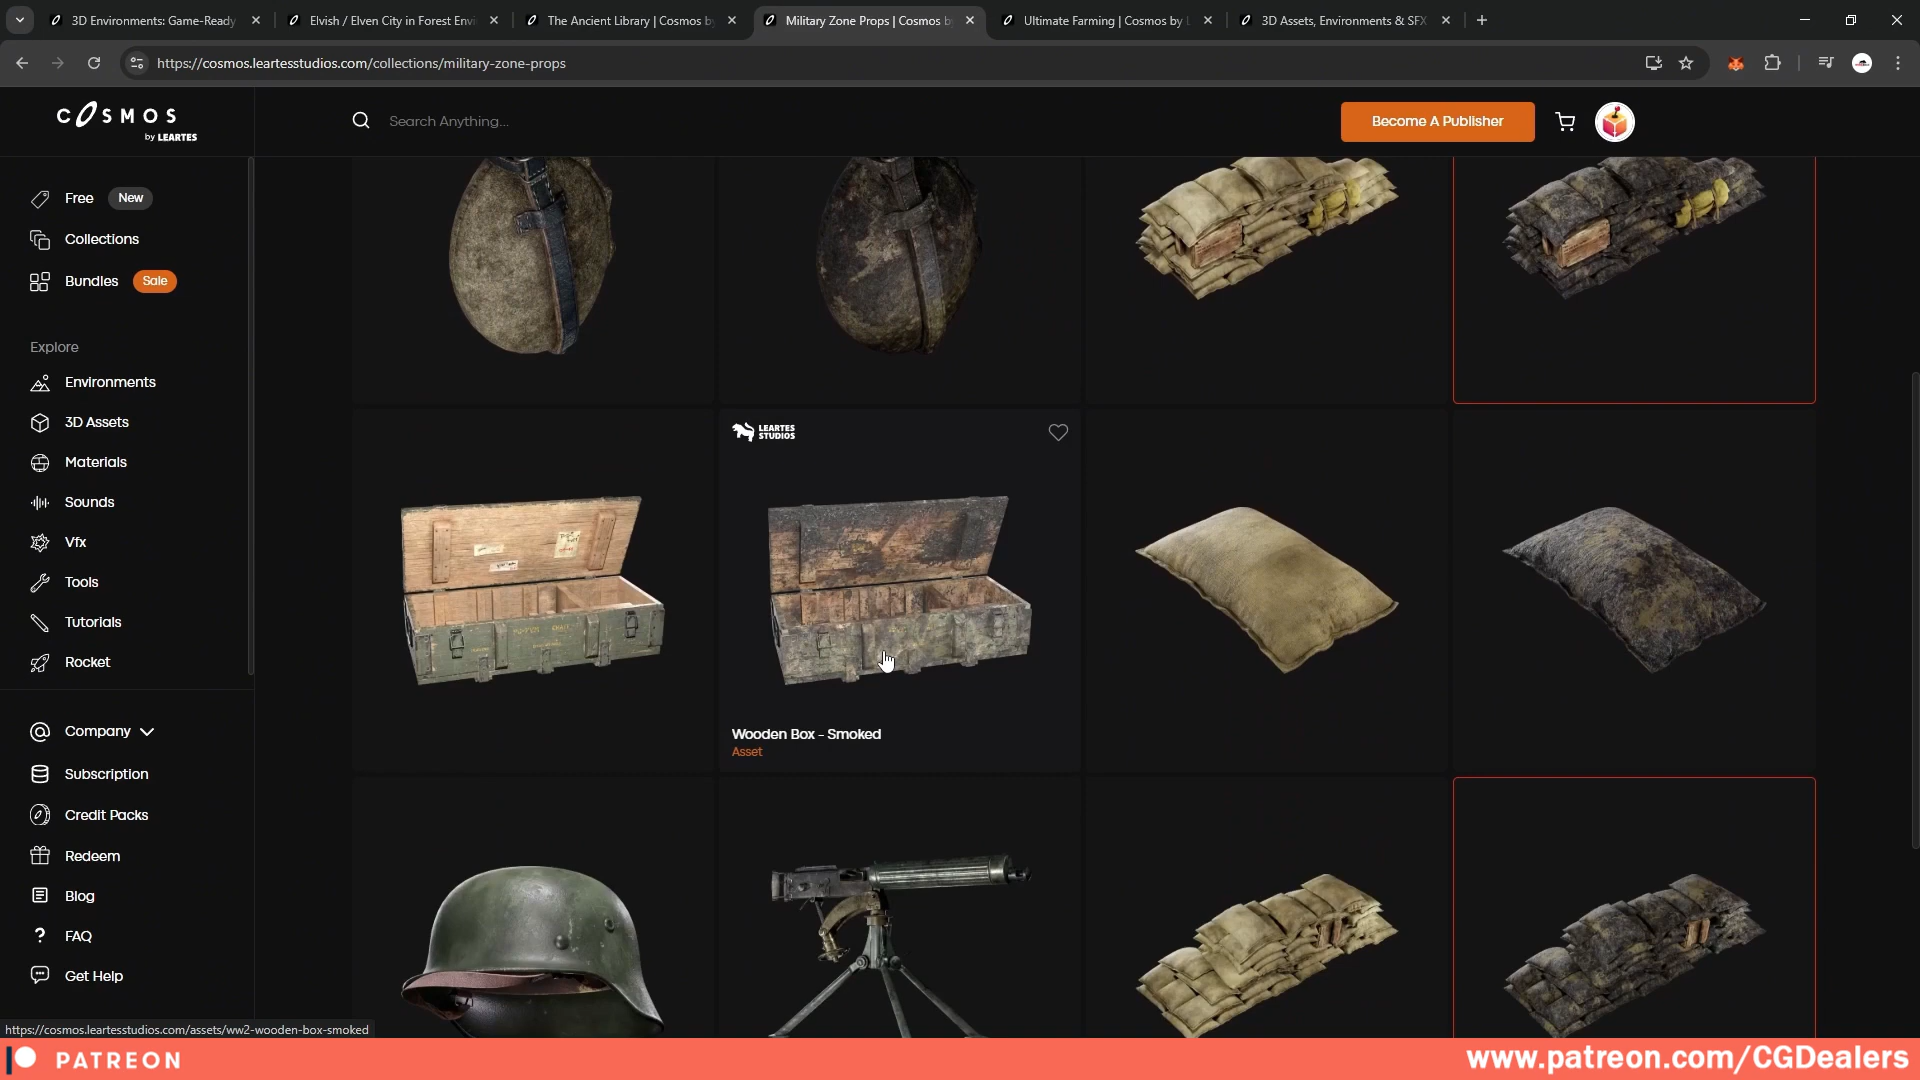 3D Environments: Game-Ready
Elvish / Elven City in Forest Envi
The Ancient Library | Cosmos by
Military Zone Props | Cosmos by
Ultimate Farming | Cosmos by L
3D Assets, Environments & SFX
https://cosmos.leartesstudios.com/collections/military-zone-props
COSMOS
by LEARTES
Search Anything...
Become A Publisher
Free New
Collections
Bundles Sale
Explore
Environments
3D Assets
Materials
Sounds
Vfx
Tools
Tutorials
Rocket
Company
Subscription
Credit Packs
Redeem
Blog
FAQ
Get Help
LEARTES
STUDIOS
Wooden Box - Smoked
Asset
https://cosmos.leartesstudios.com/assets/ww2-wooden-box-smoked
PATREON
www.patreon.com/CGDealers